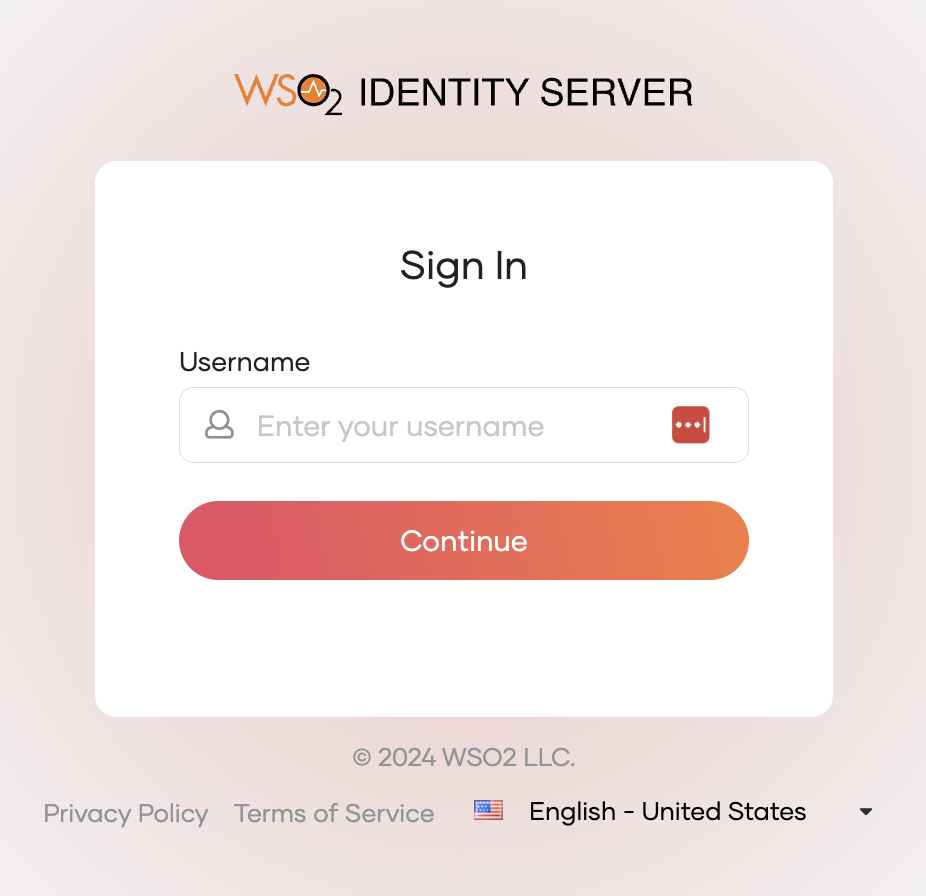 WSO2 IDENTITY SERVER
Sign In
Username
Enter your username
Continue
© 2024 WSO2 LLC.
Privacy Policy Terms of Service English - United States